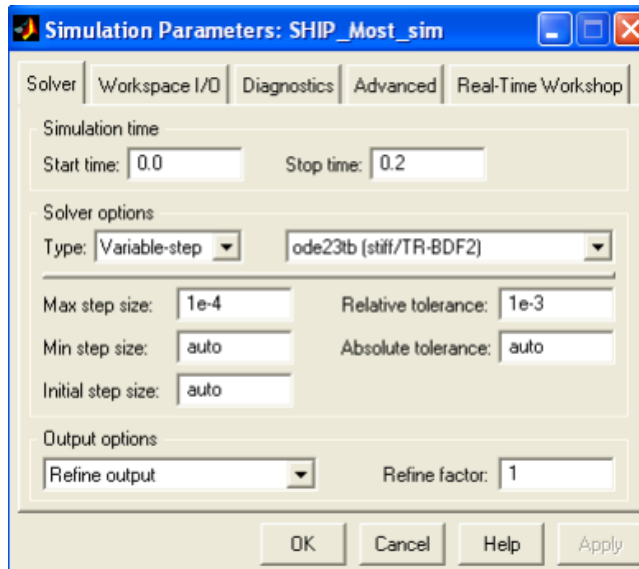 Simulation Parameters: SHIP_Most_sim
Solver Workspace I/O Diagnostics Advanced Real-Time Workshop
Simulation time
Start time: 0.0 Stop time: 0.2
Solver options
Type: Variable-step ode23tb (stiff/TR-BDF2)
Max step size: 1e-4 Relative tolerance: 1e-3
Min step size: auto Absolute tolerance: auto
Initial step size: auto
Output options
Refine output Refine factor: 1
OK Cancel Help Apply